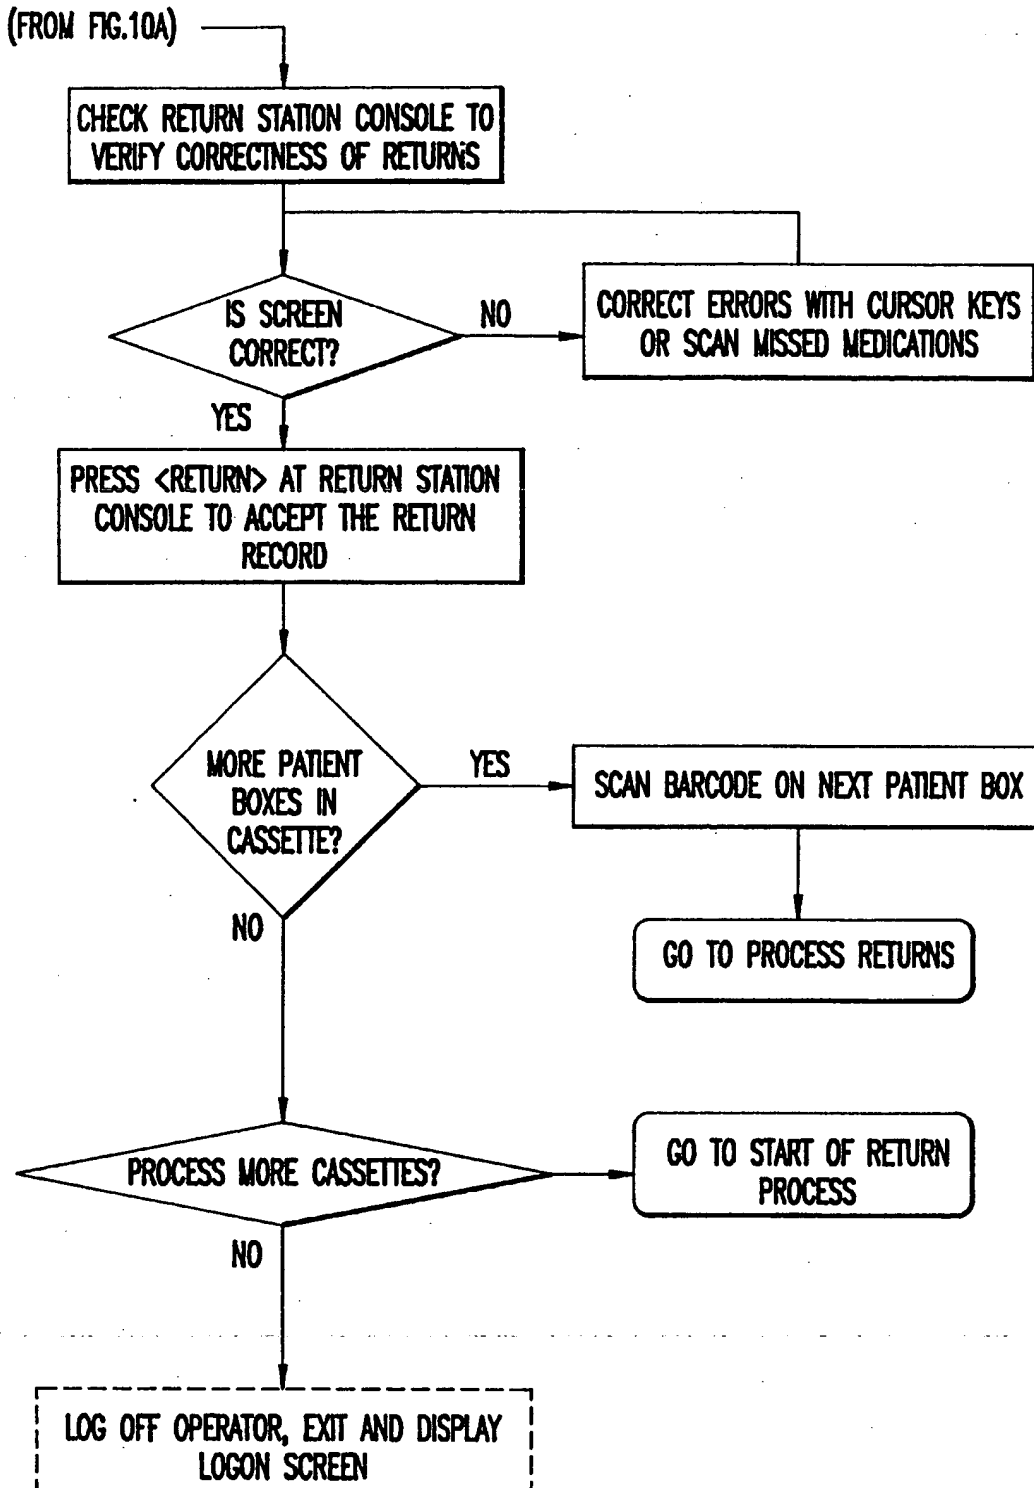 (FROM FIG.10A)
CHECK RETURN STATION CONSOLE TO
VERIFY CORRECTNESS OF RETURNS
IS SCREEN
CORRECT?
NO
CORRECT ERRORS WITH CURSOR KEYS
OR SCAN MISSED MEDICATIONS
YES
PRESS <RETURN> AT RETURN STATION
CONSOLE TO ACCEPT THE RETURN
RECORD
MORE PATIENT
BOXES IN
CASSETTE?
YES
SCAN BARCODE ON NEXT PATIENT BOX
NO
GO TO PROCESS RETURNS
PROCESS MORE CASSETTES?
GO TO START OF RETURN
PROCESS
NO
LOG OFF OPERATOR, EXIT AND DISPLAY
LOGON SCREEN